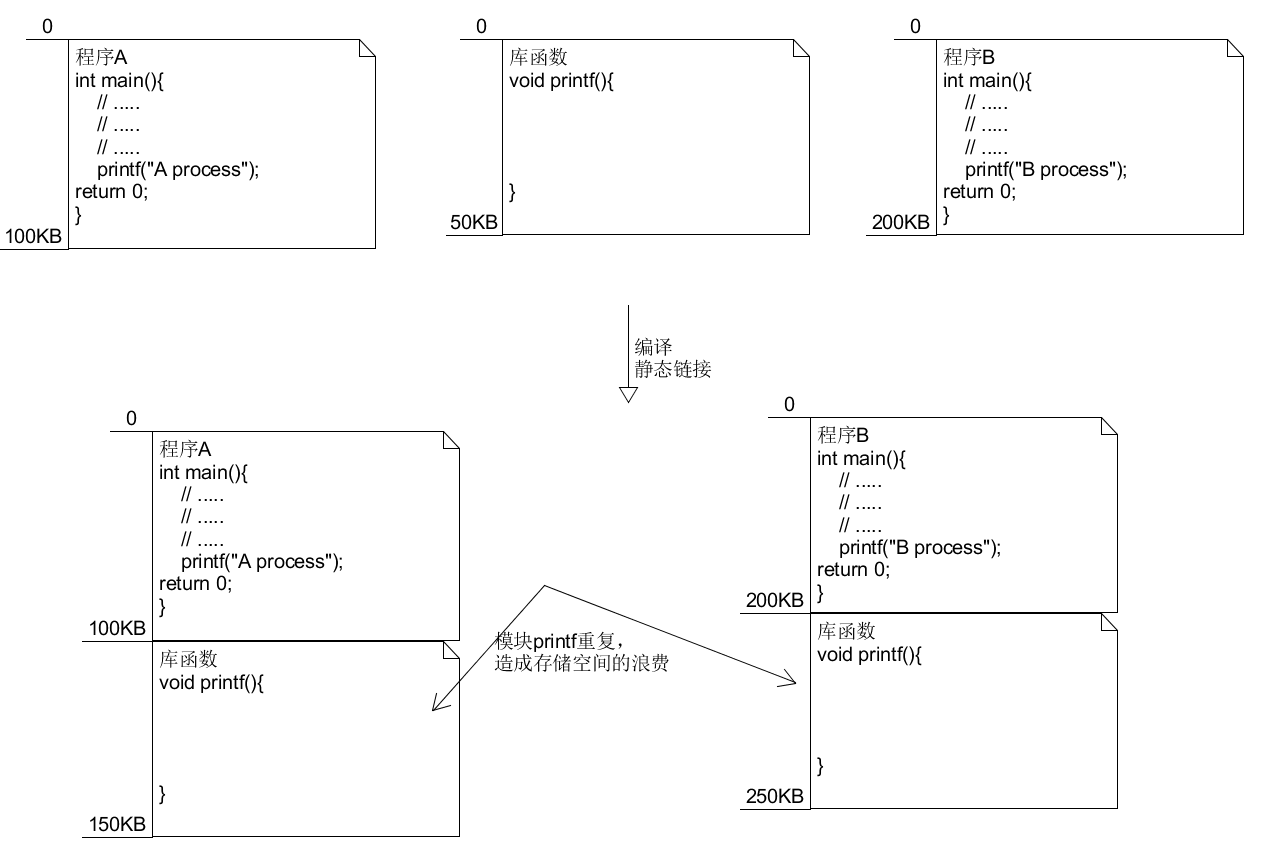 0
程序A
int main(){
// .....
// .....
// .....
printf("A process");
return 0;
}
100KB
0
库函数
void printf(){
}
50KB
0
程序B
int main(){
// .....
// .....
// .....
printf("B process");
return 0;
}
200KB
编译
静态链接
0
程序A
int main(){
// .....
// .....
// .....
printf("A process");
return 0;
}
100KB
库函数
void printf(){
}
150KB
模块printf重复，
造成存储空间的浪费
0
程序B
int main(){
// .....
// .....
// .....
printf("B process");
return 0;
}
200KB
库函数
void printf(){
}
250KB